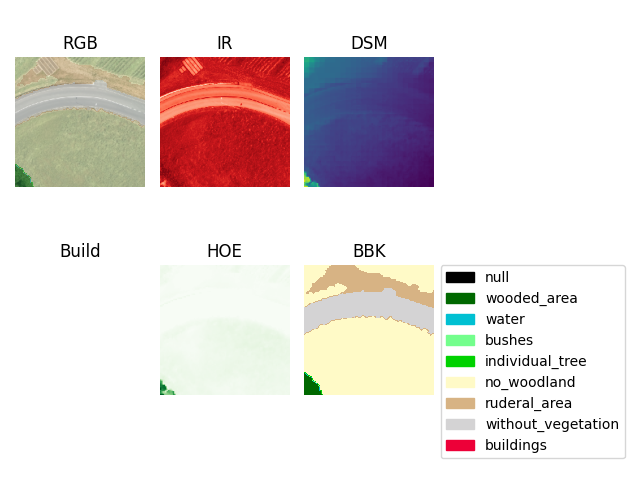 RGB
IR
DSM
Build
HOE
BBK
null
wooded_area
water
bushes
individual_tree
no_woodland
ruderal_area
without_vegetation
buildings